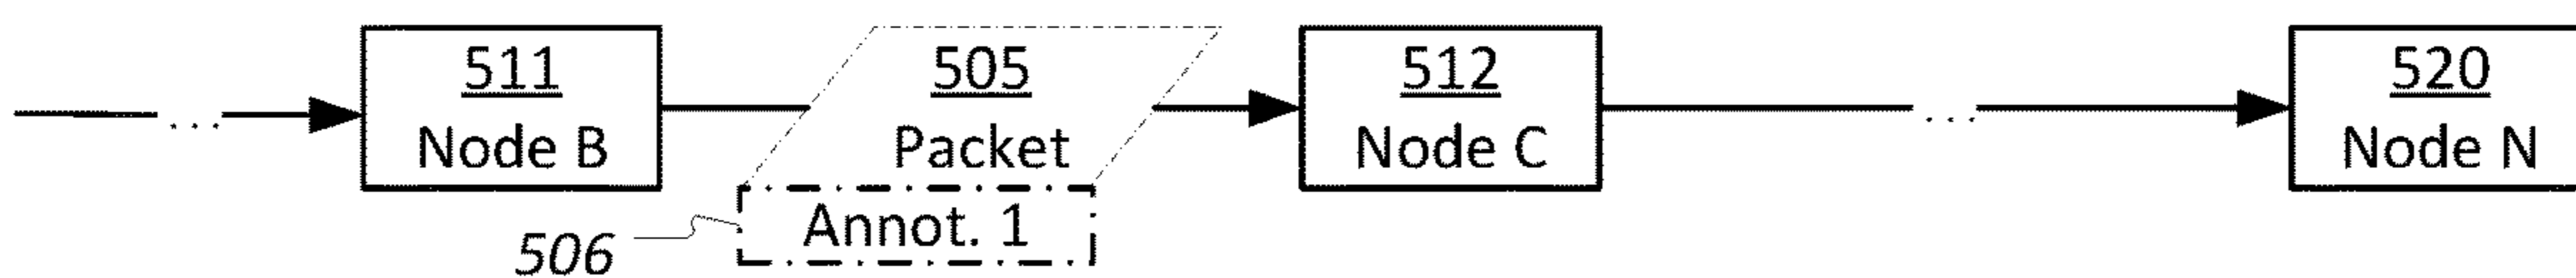 511
Node B
505
Packet
512
Node C
520
Node N
Annot. 1
506
...
...